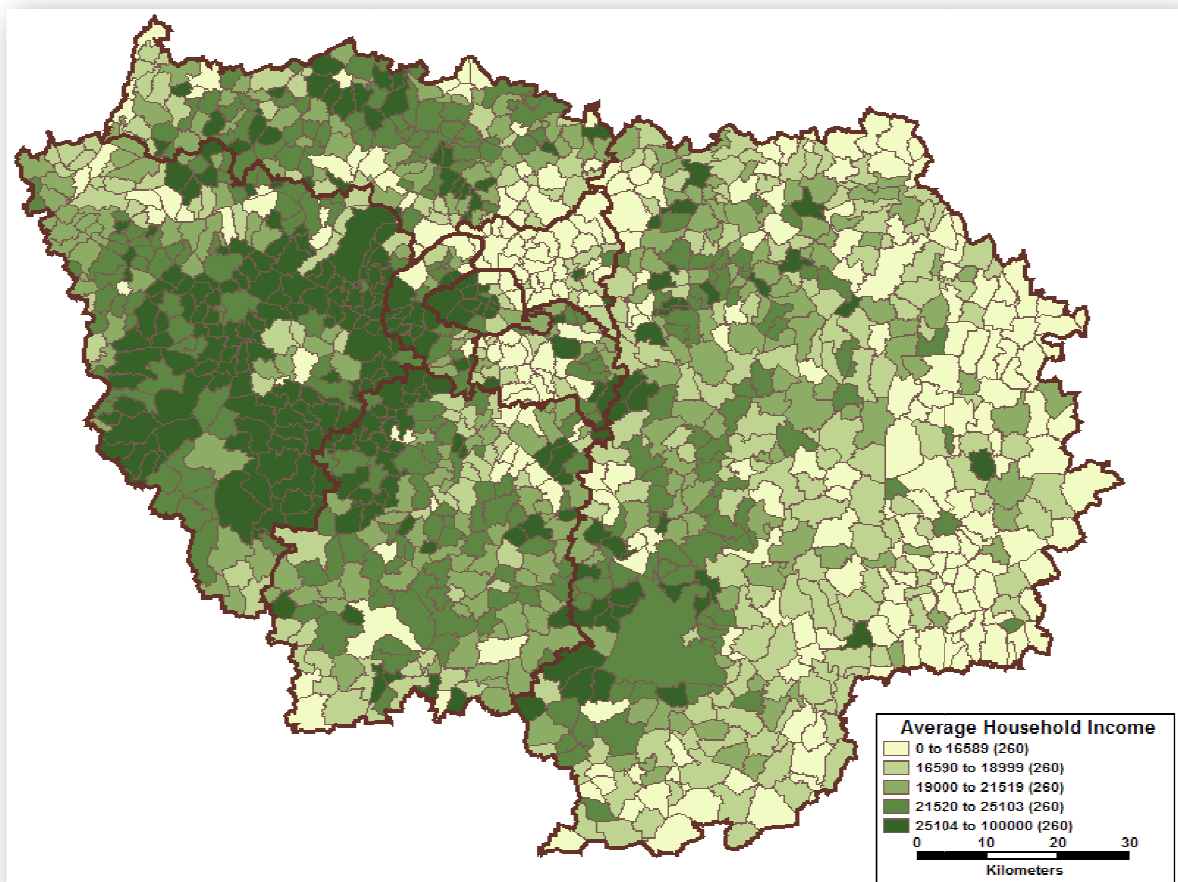 Average Household Income
0 to 16589 (260)
16590 to 18999 (260)
19000 to 21519 (260)
21520 to 25103 (260)
25104 to 100000 (260)
0 10 20 30
Kilometers